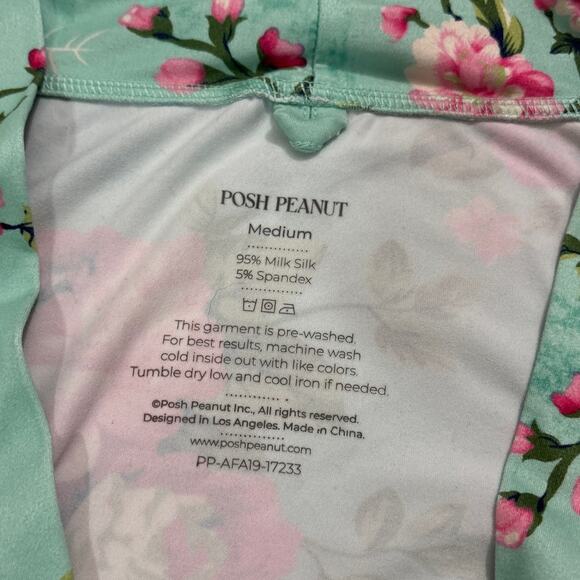 POSH PEANUT
Medium
95% Milk Silk
5% Spandex
This garment is pre-washed.
For best results, machine wash
cold inside out with like colors.
Tumble dry low and cool iron if needed.
©Posh Peanut Inc., All rights reserved.
Designed in Los Angeles. Made in China.
www.poshpeanut.com
PP-AFA19-17233